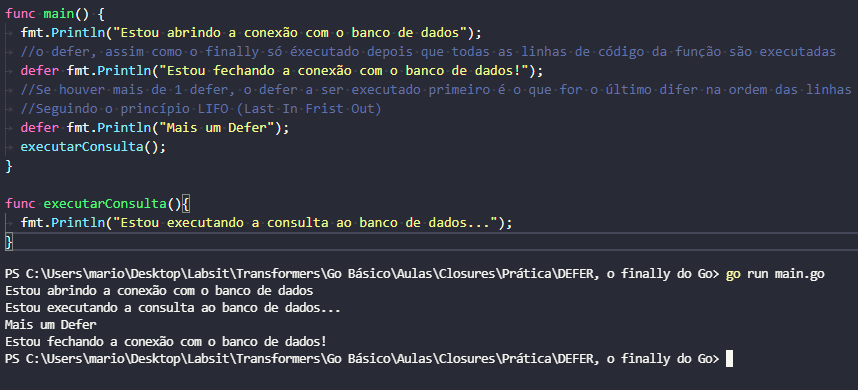 func main() {
fmt.Println("Estou abrindo a conexão com o banco de dados");
//o defer, assim como o finally só éxecutado depois que todas as linhas de código da função são executadas
defer fmt.Println("Estou fechando a conexão com o banco de dados!");
//Se houver mais de 1 defer, o defer a ser executado primeiro é o que for o último difer na ordem das linhas
//Seguindo o princípio LIFO (Last In Frist Out)
defer fmt.Println("Mais um Defer");
executarConsulta();
}
func executarConsulta(){
fmt.Println("Estou executando a consulta ao banco de dados...");
}
PS C:\Users\mario\Desktop\Labsit\Transformers\Go Básico\Aulas\Closures\Prática\DEFER, o finally do Go> go run main.go
Estou abrindo a conexão com o banco de dados
Estou executando a consulta ao banco de dados...
Mais um Defer
Estou fechando a conexão com o banco de dados!
PS C:\Users\mario\Desktop\Labsit\Transformers\Go Básico\Aulas\Closures\Prática\DEFER, o finally do Go>